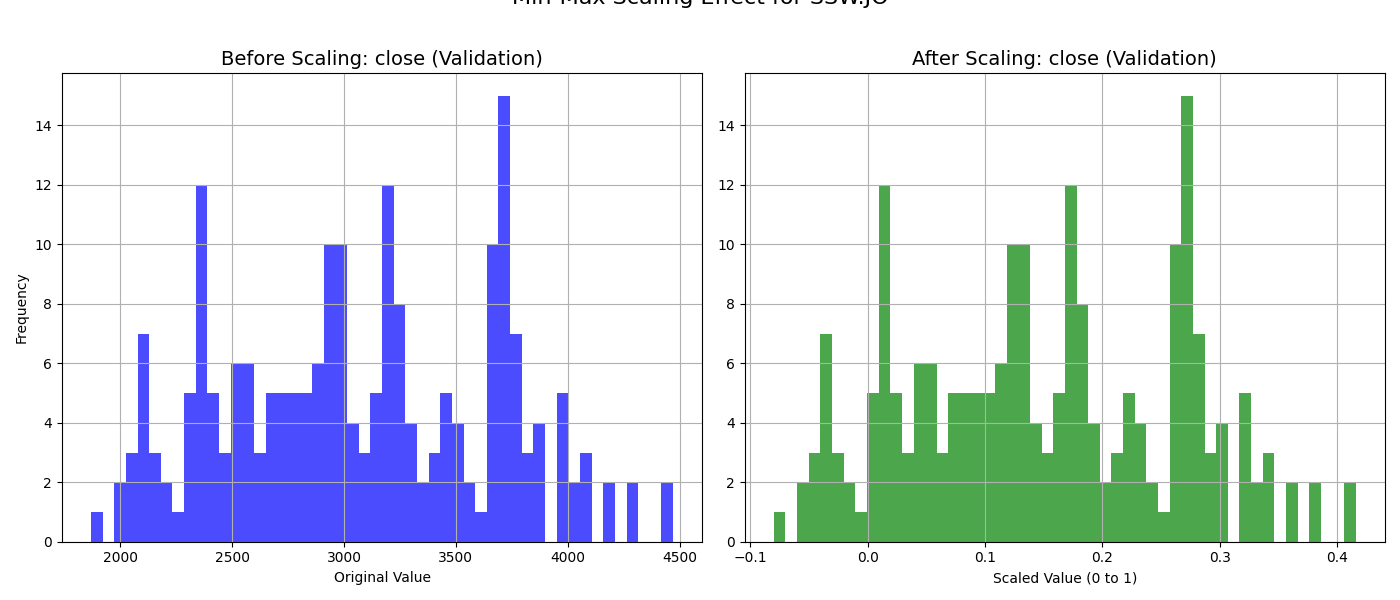 Min-Max Scaling Effect for SSW.JO
Before Scaling: close (Validation)
After Scaling: close (Validation)
Frequency
14
12
10
8
6
4
2
0
2000 2500 3000 3500 4000 4500
Original Value
14
12
10
8
6
4
2
0
−0.1 0.0 0.1 0.2 0.3 0.4
Scaled Value (0 to 1)